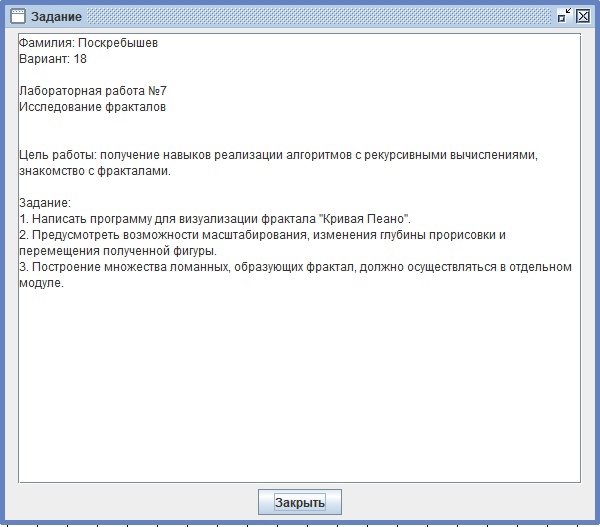 Задание
Фамилия: Поскребышев
Вариант: 18
Лабораторная работа №7
Исследование фракталов
Цель работы: получение навыков реализации алгоритмов с рекурсивными вычислениями,
знакомство с фракталами.
Задание:
1. Написать программу для визуализации фрактала "Кривая Пеано".
2. Предусмотреть возможности масштабирования, изменения глубины прорисовки и
перемещения полученной фигуры.
3. Построение множества ломанных, образующих фрактал, должно осуществляться в отдельном
модуле.
Закрыть